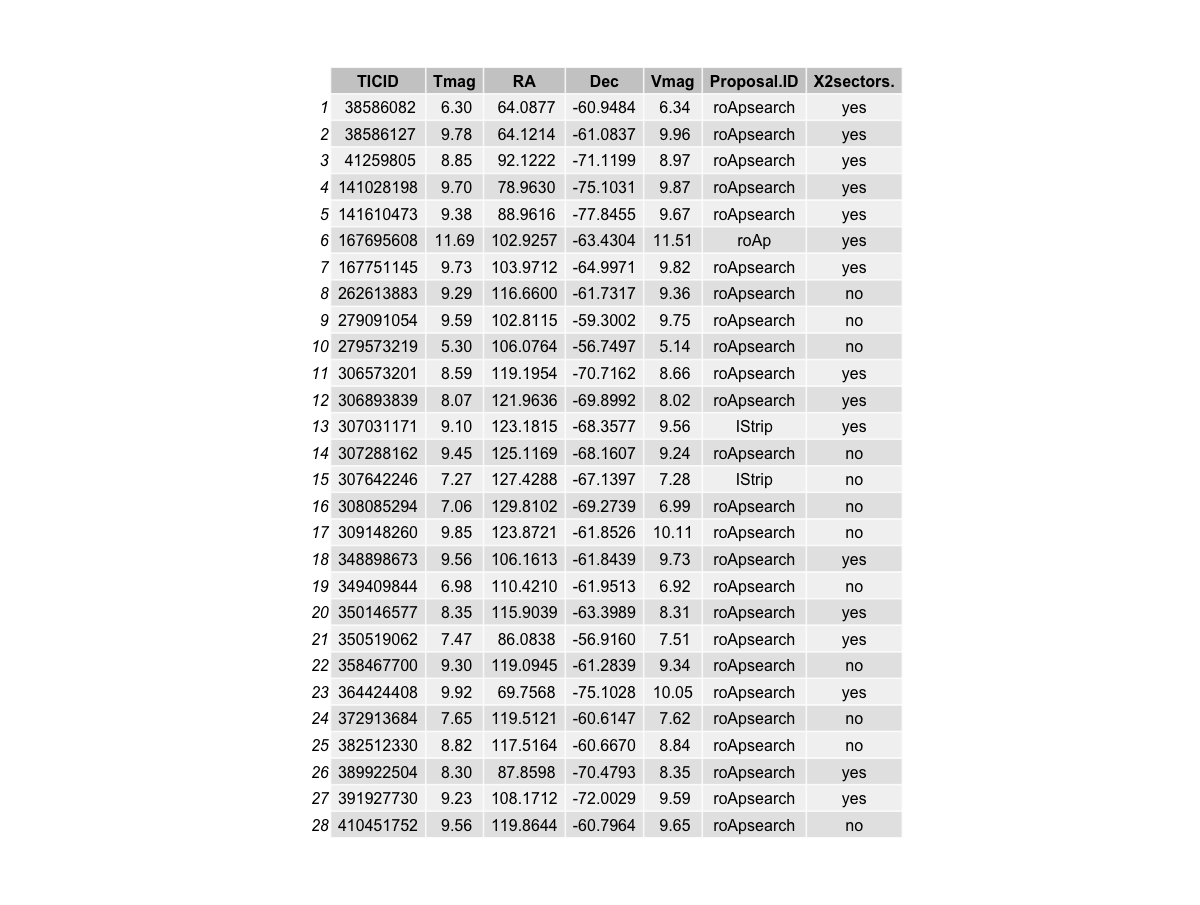 TICID Tmag RA Dec Vmag Proposal.ID X2sectors.
1 38586082 6.30 64.0877 -60.9484 6.34 roApsearch yes
2 38586127 9.78 64.1214 -61.0837 9.96 roApsearch yes
3 41259805 8.85 92.1222 -71.1199 8.97 roApsearch yes
4 141028198 9.70 78.9630 -75.1031 9.87 roApsearch yes
5 141610473 9.38 88.9616 -77.8455 9.67 roApsearch yes
6 167695608 11.69 102.9257 -63.4304 11.51 roAp yes
7 167751145 9.73 103.9712 -64.9971 9.82 roApsearch yes
8 262613883 9.29 116.6600 -61.7317 9.36 roApsearch no
9 279091054 9.59 102.8115 -59.3002 9.75 roApsearch no
10 279573219 5.30 106.0764 -56.7497 5.14 roApsearch no
11 306573201 8.59 119.1954 -70.7162 8.66 roApsearch yes
12 306893839 8.07 121.9636 -69.8992 8.02 roApsearch yes
13 307031171 9.10 123.1815 -68.3577 9.56 IStrip yes
14 307288162 9.45 125.1169 -68.1607 9.24 roApsearch no
15 307642246 7.27 127.4288 -67.1397 7.28 IStrip no
16 308085294 7.06 129.8102 -69.2739 6.99 roApsearch no
17 309148260 9.85 123.8721 -61.8526 10.11 roApsearch no
18 348898673 9.56 106.1613 -61.8439 9.73 roApsearch yes
19 349409844 6.98 110.4210 -61.9513 6.92 roApsearch no
20 350146577 8.35 115.9039 -63.3989 8.31 roApsearch yes
21 350519062 7.47 86.0838 -56.9160 7.51 roApsearch yes
22 358467700 9.30 119.0945 -61.2839 9.34 roApsearch no
23 364424408 9.92 69.7568 -75.1028 10.05 roApsearch yes
24 372913684 7.65 119.5121 -60.6147 7.62 roApsearch no
25 382512330 8.82 117.5164 -60.6670 8.84 roApsearch no
26 389922504 8.30 87.8598 -70.4793 8.35 roApsearch yes
27 391927730 9.23 108.1712 -72.0029 9.59 roApsearch yes
28 410451752 9.56 119.8644 -60.7964 9.65 roApsearch no